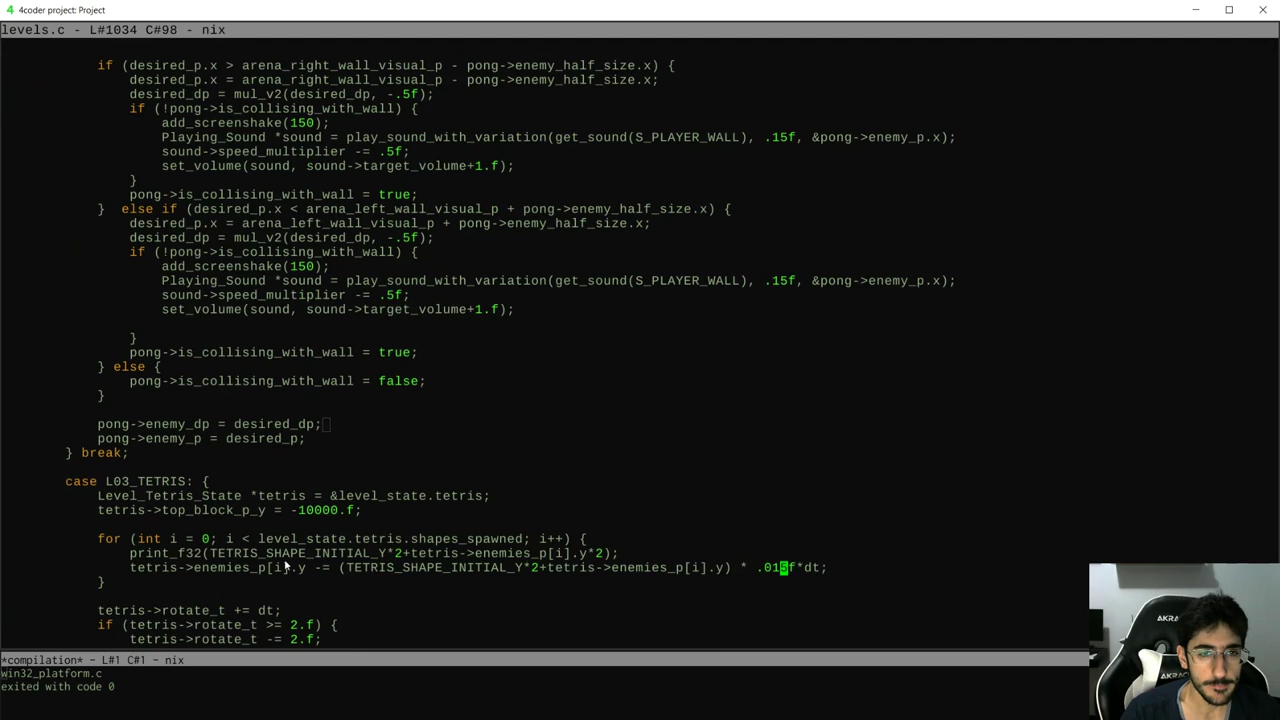 4 4coder project: Project
levels.c - L#1034 C#98 - nix
if (desired_p.x > arena_right_wall_visual_p - pong->enemy_half_size.x) {
desired_p.x = arena_right_wall_visual_p - pong->enemy_half_size.x;
desired_dp = mul_v2(desired_dp, -.5f);
if (!pong->is_collising_with_wall) {
add_screenshake(150);
Playing_Sound *sound = play_sound_with_variation(get_sound(S_PLAYER_WALL), .15f, &pong->enemy_p.x);
sound->speed_multiplier -= .5f;
set_volume(sound, sound->target_volume+1.f);
}
pong->is_collising_with_wall = true;
} else if (desired_p.x < arena_left_wall_visual_p + pong->enemy_half_size.x) {
desired_p.x = arena_left_wall_visual_p + pong->enemy_half_size.x;
desired_dp = mul_v2(desired_dp, -.5f);
if (!pong->is_collising_with_wall) {
add_screenshake(150);
Playing_Sound *sound = play_sound_with_variation(get_sound(S_PLAYER_WALL), .15f, &pong->enemy_p.x);
sound->speed_multiplier -= .5f;
set_volume(sound, sound->target_volume+1.f);
}
pong->is_collising_with_wall = true;
} else {
pong->is_collising_with_wall = false;
}
pong->enemy_dp = desired_dp;
pong->enemy_p = desired_p;
} break;
case L03_TETRIS: {
Level_Tetris_State *tetris = &level_state.tetris;
tetris->top_block_p_y = -10000.f;
for (int i = 0; i < level_state.tetris.shapes_spawned; i++) {
print_f32(TETRIS_SHAPE_INITIAL_Y*2+tetris->enemies_p[i].y*2);
tetris->enemies_p[i].y -= (TETRIS_SHAPE_INITIAL_Y*2+tetris->enemies_p[i].y) * .015f*dt;
}
tetris->rotate_t += dt;
if (tetris->rotate_t >= 2.f) {
tetris->rotate_t -= 2.f;
*compilation* - L#1 C#1 - nix
win32_platform.c
exited with code 0
AKRA
AKRACI